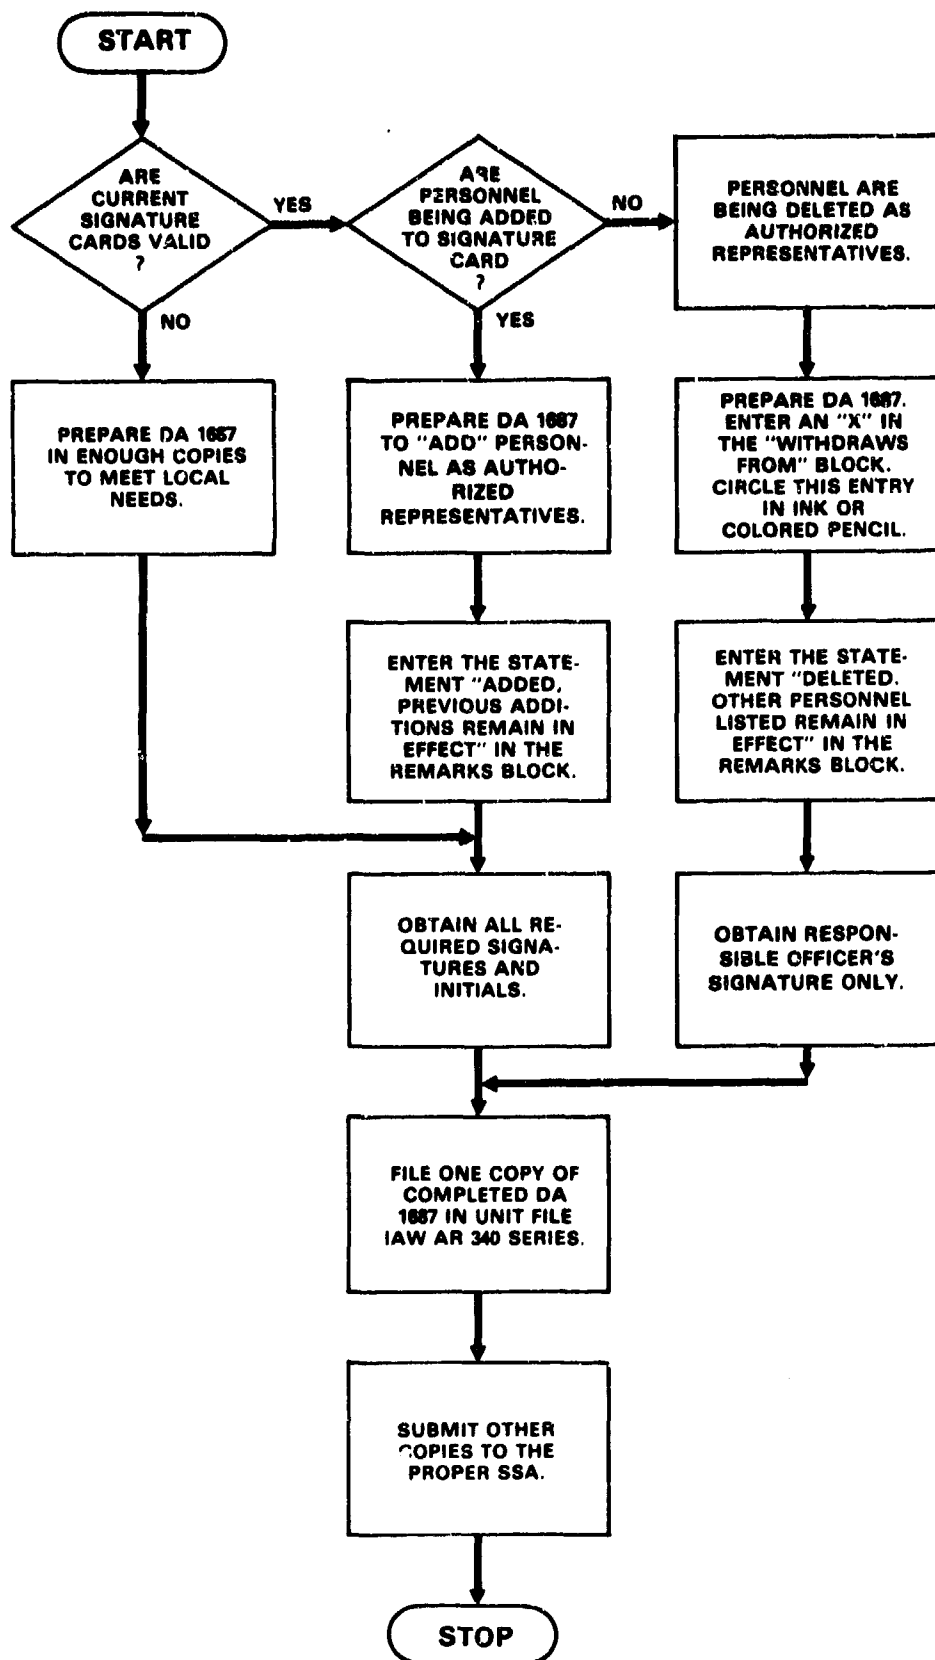 START
ARE
CURRENT
SIGNATURE
CARDS VALID
?
YES
NO
ARE
PERSONNEL
BEING ADDED
TO SIGNATURE
CARD
?
NO
YES
PERSONNEL ARE
BEING DELETED AS
AUTHORIZED
REPRESENTATIVES.
PREPARE DA 1687
IN ENOUGH COPIES
TO MEET LOCAL
NEEDS.
PREPARE DA 1687
TO "ADD" PERSON-
NEL AS AUTHO-
RIZED
REPRESENTATIVES.
PREPARE DA 1687.
ENTER AN "X" IN
THE "WITHDRAWS
FROM" BLOCK.
CIRCLE THIS ENTRY
IN INK OR
COLORED PENCIL.
ENTER THE STATE-
MENT "ADDED,
PREVIOUS ADDI-
TIONS REMAIN IN
EFFECT" IN THE
REMARKS BLOCK.
ENTER THE STATE-
MENT "DELETED.
OTHER PERSONNEL
LISTED REMAIN IN
EFFECT" IN THE
REMARKS BLOCK.
OBTAIN ALL RE-
QUIRED SIGNA-
TURES AND
INITIALS.
OBTAIN RESPON-
SIBLE OFFICER'S
SIGNATURE ONLY.
FILE ONE COPY OF
COMPLETED DA
1687 IN UNIT FILE
IAW AR 340 SERIES.
SUBMIT OTHER
COPIES TO THE
PROPER SSA.
STOP